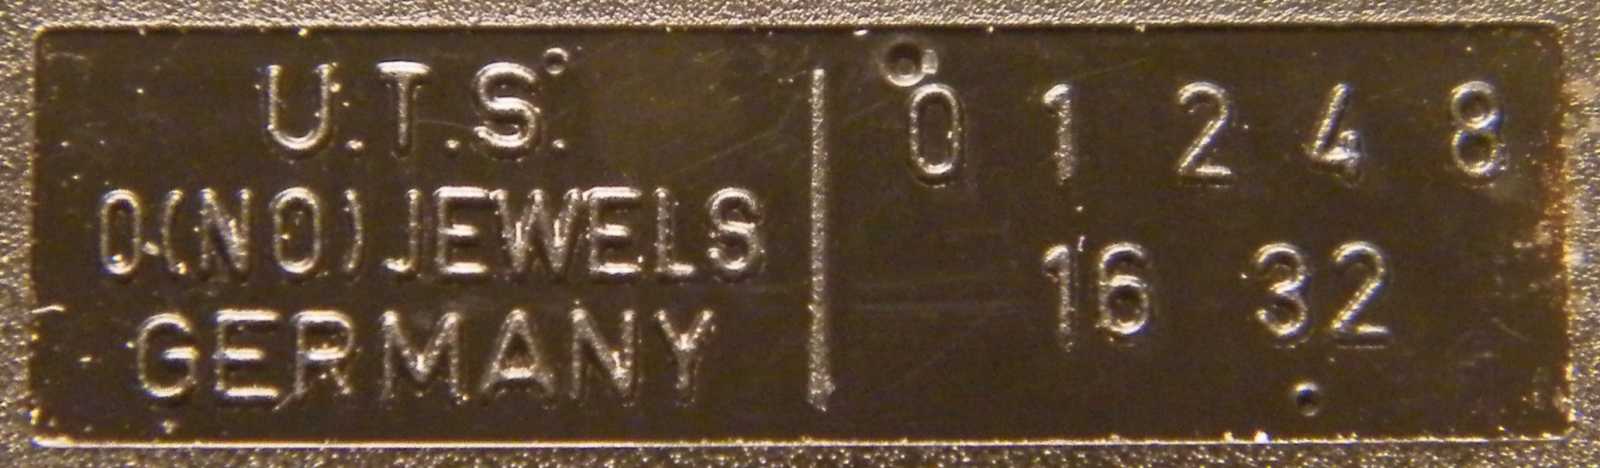 U.T.S.
0-(NO) JEWELS
GERMANY
0 1 2 4 8
16 32